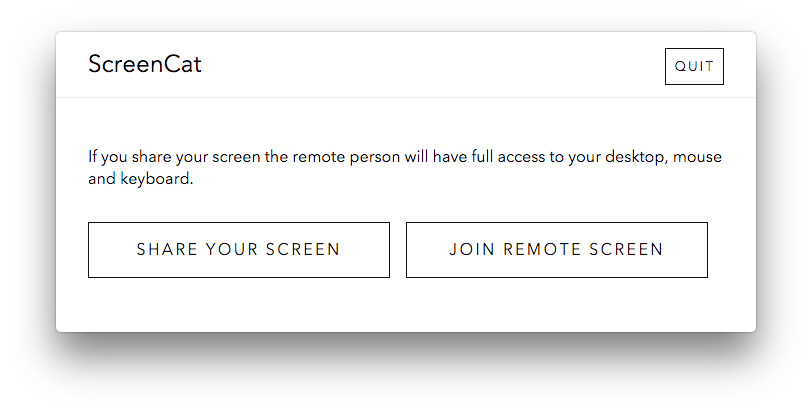 ScreenCat
QUIT
If you share your screen the remote person will have full access to your desktop, mouse
and keyboard.
SHARE YOUR SCREEN
JOIN REMOTE SCREEN